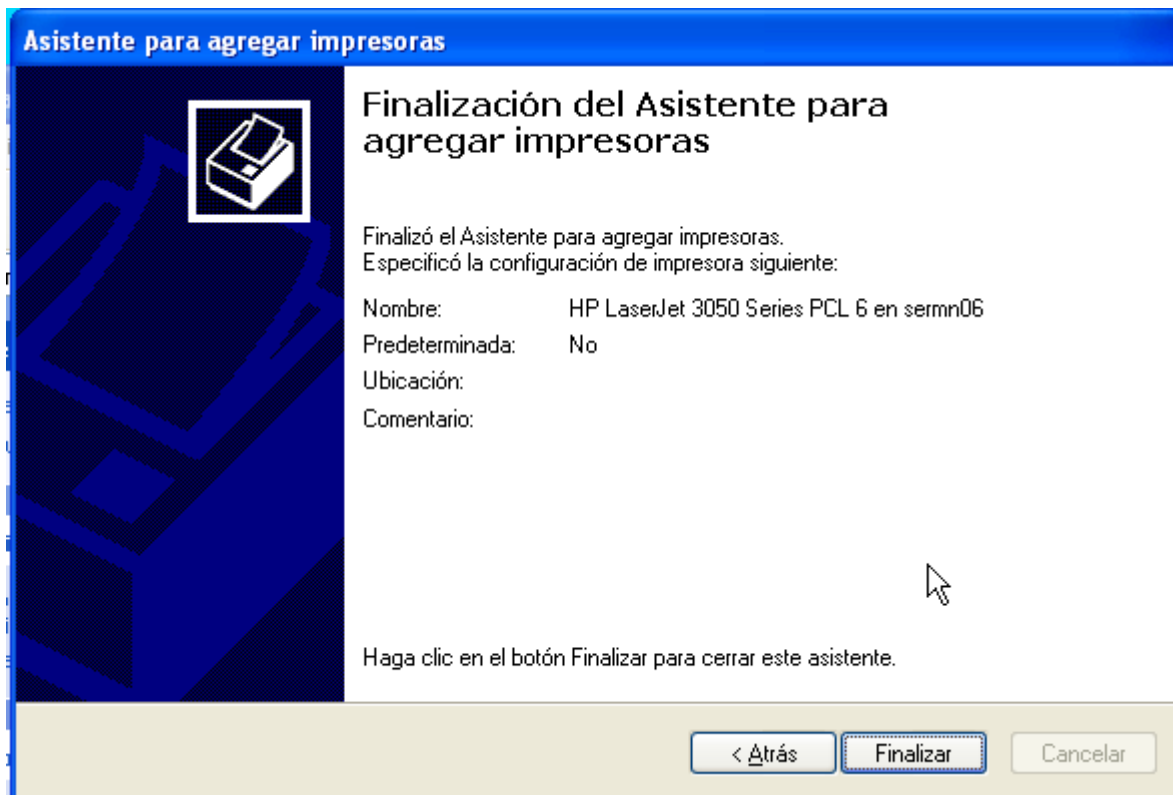 Asistente para agregar impresoras
Finalización del Asistente para
agregar impresoras
Finalizó el Asistente para agregar impresoras.
Especificó la configuración de impresora siguiente:
Nombre: HP LaserJet 3050 Series PCL 6 en sermn06
Predeterminada: No
Ubicación:
Comentario:
Haga clic en el botón Finalizar para cerrar este asistente.
< Atrás Finalizar Cancelar